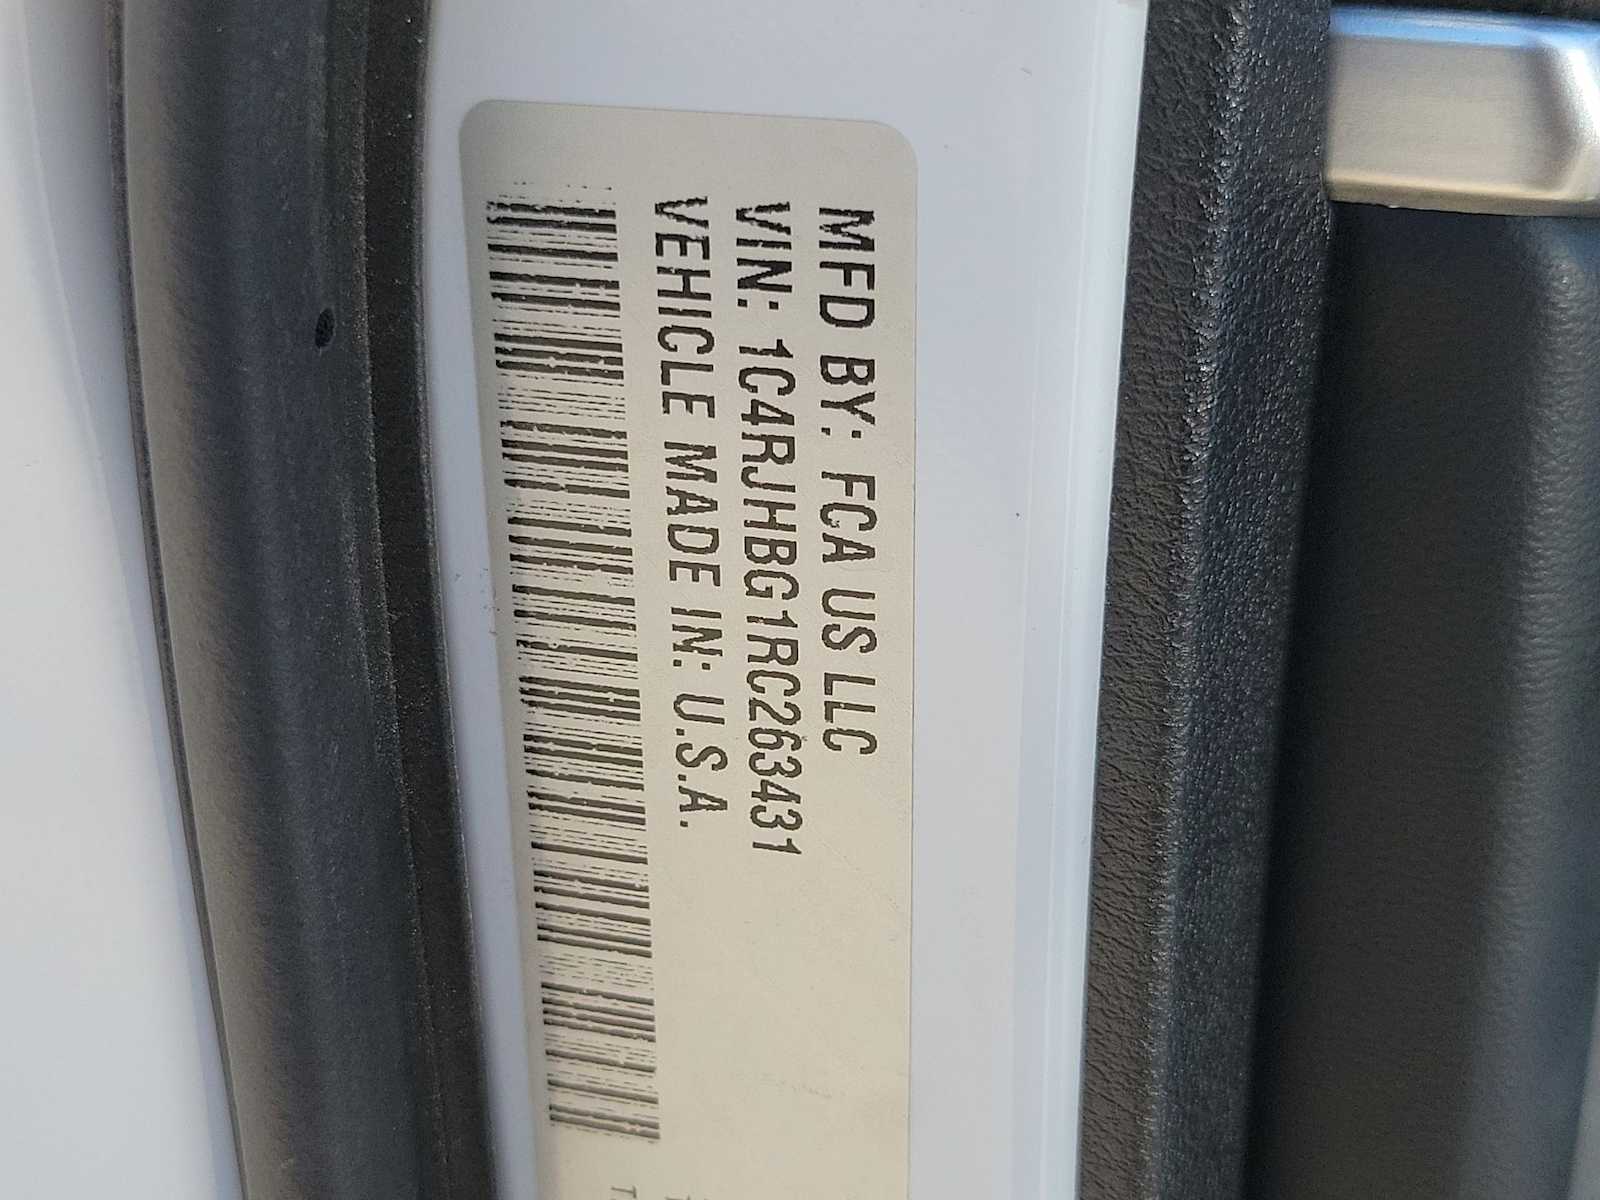 MFD BY: FCA US LLC
VIN: 1C4RJHBG1RC263431
VEHICLE MADE IN: U.S.A.